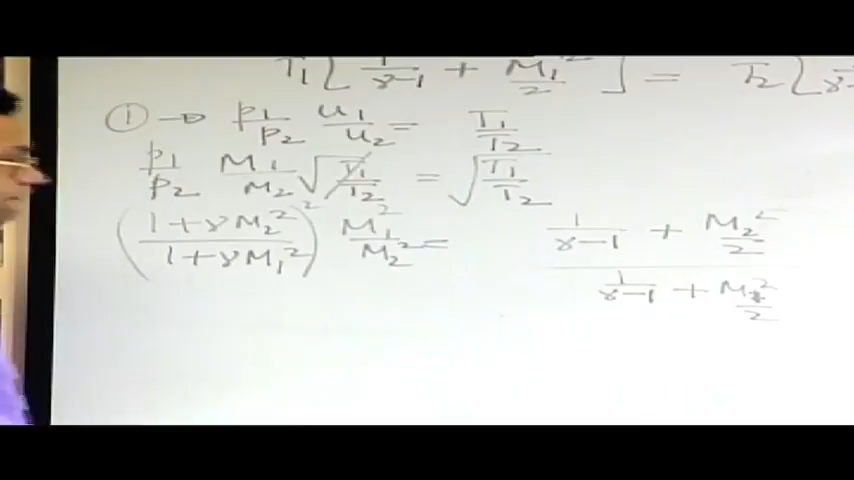 T₁ [ 1/(γ-1) + M₁²/2 ] = T₂ [
① → p₁/p₂ u₁/u₂ = T₁/T₂
p₁/p₂ M₁/M₂ √(T₁/T₂) = √(T₁/T₂)
((1+γM₂²)/(1+γM₁²))² M₁²/M₂² = (1/(γ-1) + M₂²/2)/(1/(γ-1) + M₁²/2)